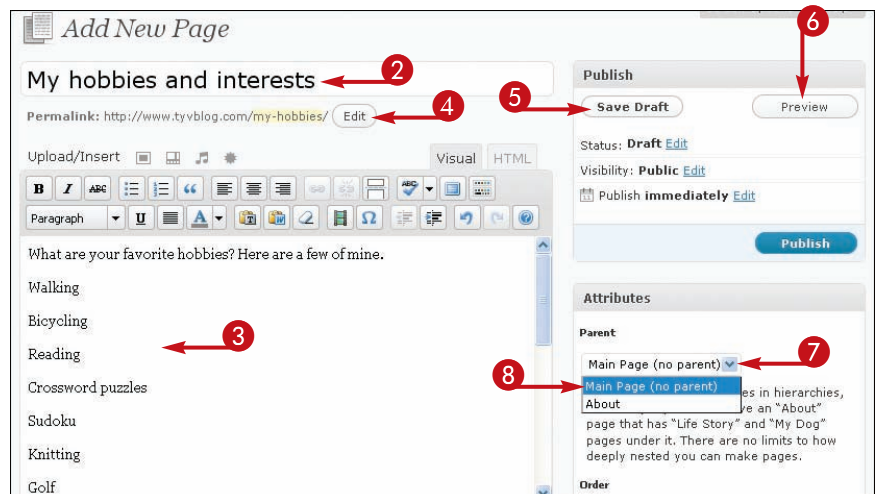 Add New Page
6
My hobbies and interests
2
Permalink: http://www.tyvblog.com/my-hobbies/ Edit
4
Upload/Insert
Visual HTML
B I ABC ABC
Paragraph U A T W Ω
What are your favorite hobbies? Here are a few of mine.
Walking
Bicycling
3
Reading
Crossword puzzles
Sudoku
Knitting
Golf
Publish
5
Save Draft Preview
Status: Draft Edit
Visibility: Public Edit
Publish immediately Edit
Publish
Attributes
Parent
7
Main Page (no parent)
8
Main Page (no parent)
About
es in hierarchies,
ve an "About"
page that has "Life Story" and "My Dog"
pages under it. There are no limits to how
deeply nested you can make pages.
Order